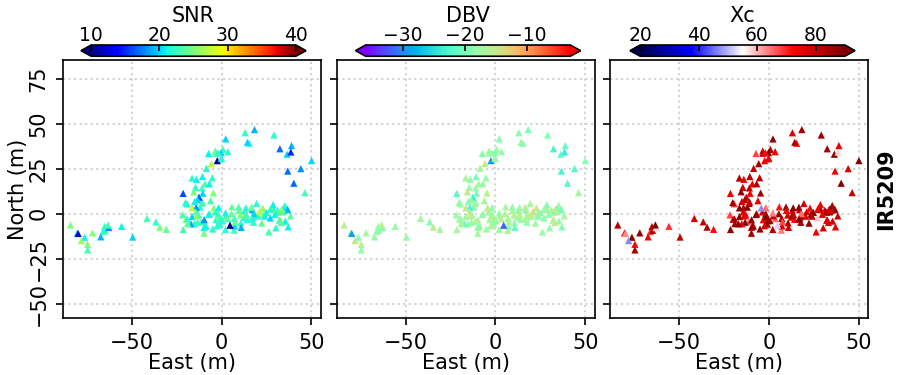 SNR DBV Xc
10 20 30 40 −30 −20 −10 20 40 60 80
75
50
25
0
−25
−50
North (m)
−50 0 50 −50 0 50 −50 0 50
East (m) East (m) East (m)
IR5209